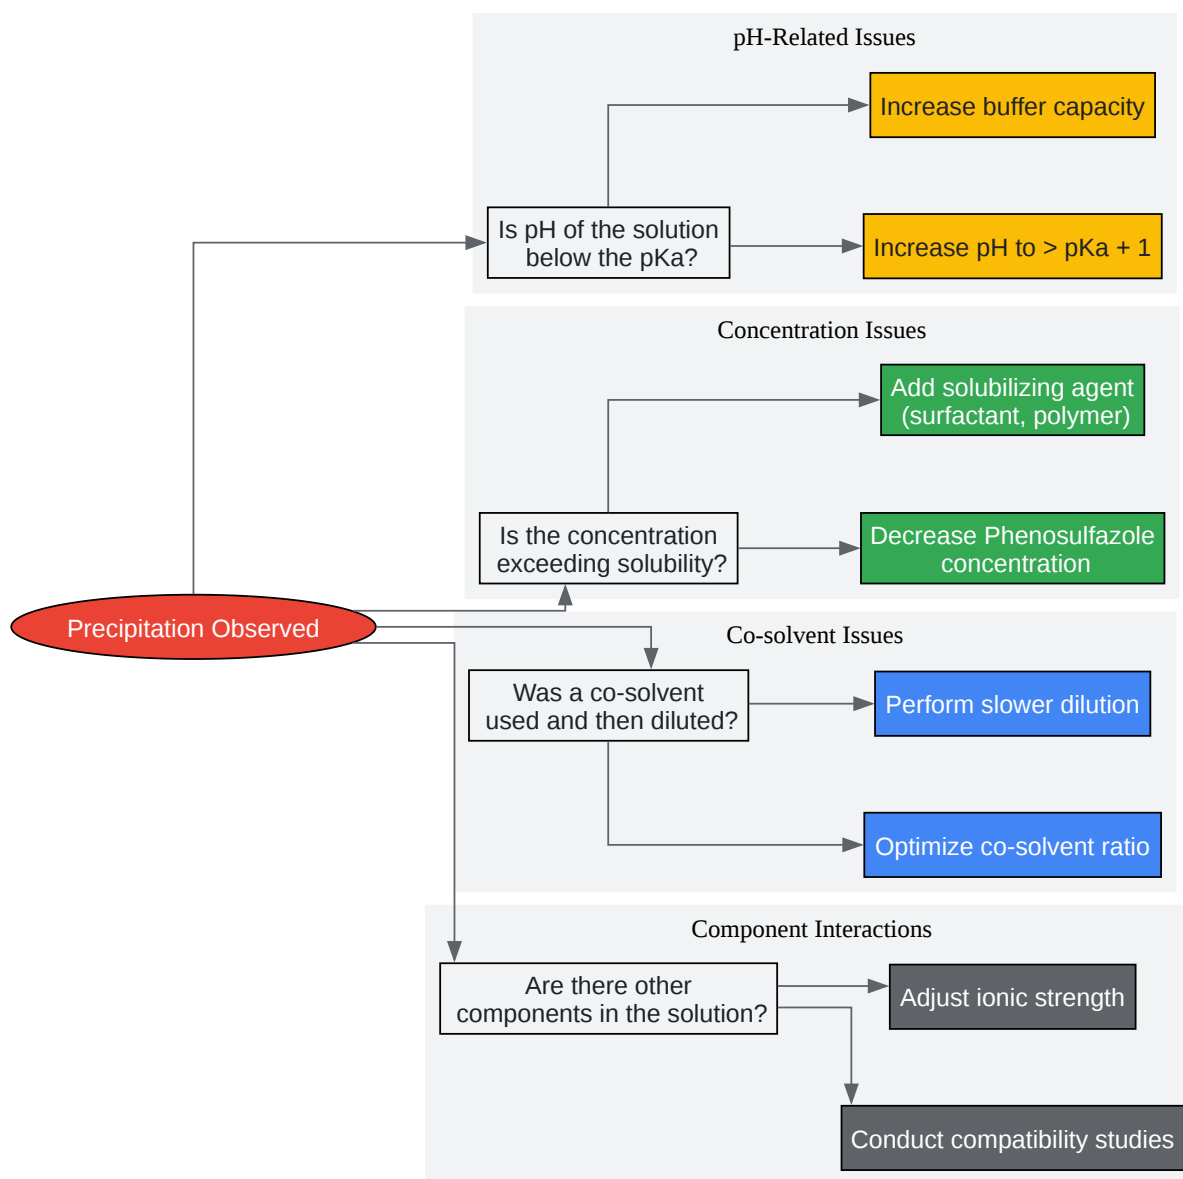 pH-Related Issues
Increase buffer capacity
Is pH of the solution
below the pKa?
Increase pH to > pKa + 1
Concentration Issues
Add solubilizing agent
(surfactant, polymer)
Is the concentration
exceeding solubility?
Decrease Phenosulfazole
concentration
Precipitation Observed
Co-solvent Issues
Was a co-solvent
used and then diluted?
Perform slower dilution
Optimize co-solvent ratio
Component Interactions
Are there other
components in the solution?
Adjust ionic strength
Conduct compatibility studies